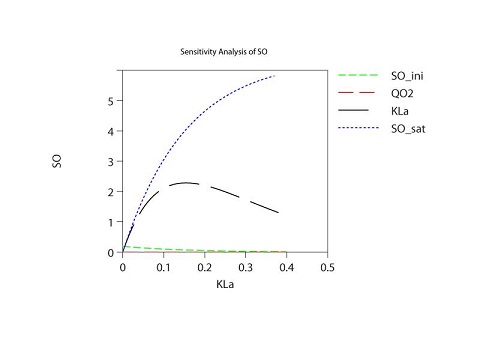 Sensitivity Analysis of SO
SO_ini
QO2
KLa
SO_sat
SO
5
4
3
2
1
0
0 0.1 0.2 0.3 0.4 0.5
KLa